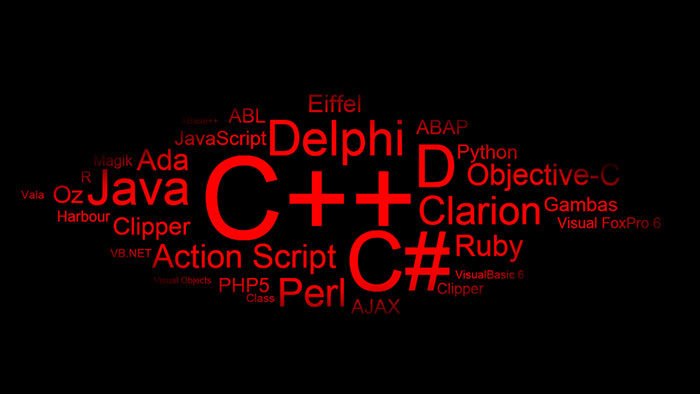 Eiffel
ABL
ABAP
JavaScript
Delphi
Python
Magik
Ada
D
Objective-C
R
Java
C++
Vala
Oz
Clarion
Gambas
Harbour
Clipper
Visual FoxPro 6
VB.NET
Action Script
C#
Ruby
Visual Objects
PHP5
Class
Perl
VisualBasic 6
Clipper
AJAX